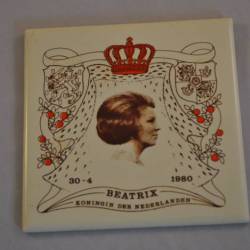 30-4 1980
BEATRIX
KONINGIN DER NEDERLANDEN